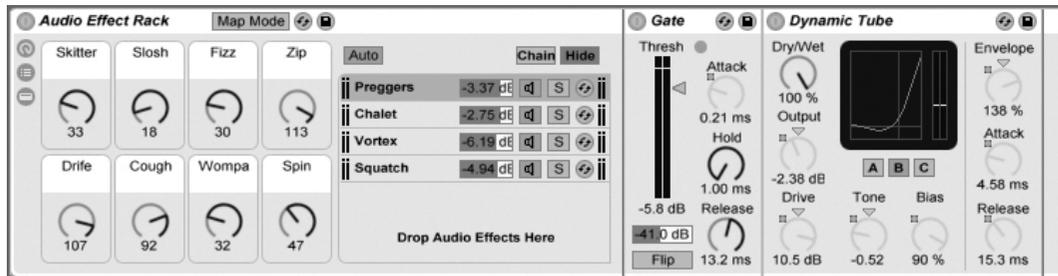 Audio Effect Rack Map Mode
Skitter Slosh Fizz Zip
33 18 30 113
Drife Cough Wompa Spin
107 92 32 47
Auto Chain Hide
Preggers -3.37 dB S
Chalet -2.75 dB S
Vortex -6.19 dB S
Squatch -4.94 dB S
Drop Audio Effects Here
Gate
Thresh
Attack
0.21 ms
Hold
1.00 ms
-5.8 dB Release
-41.0 dB
Flip 13.2 ms
Dynamic Tube
Dry/Wet
100 %
Output
-2.38 dB
A B C
Drive Tone Bias
10.5 dB -0.52 90 %
Envelope
138 %
Attack
4.58 ms
Release
15.3 ms